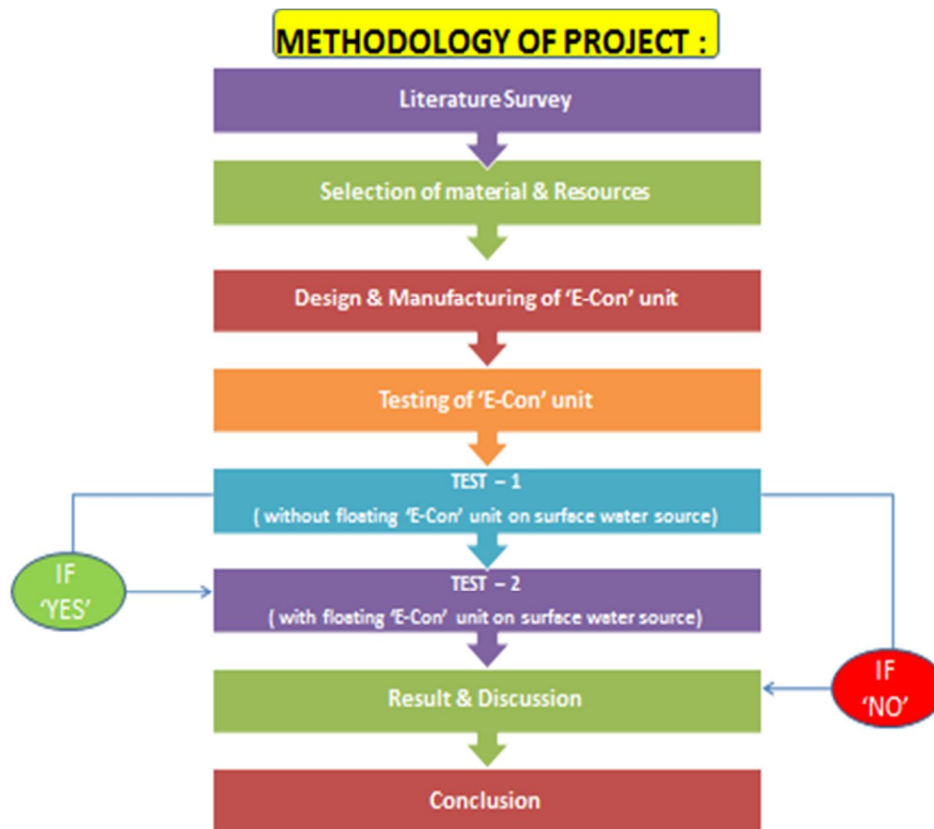 METHODOLOGY OF PROJECT :
Literature Survey
Selection of material & Resources
Design & Manufacturing of ‘E-Con’ unit
Testing of ‘E-Con’ unit
TEST – 1
( without floating ‘E-Con’ unit on surface water source)
IF
‘YES’
TEST – 2
( with floating ‘E-Con’ unit on surface water source)
Result & Discussion
IF
‘NO’
Conclusion